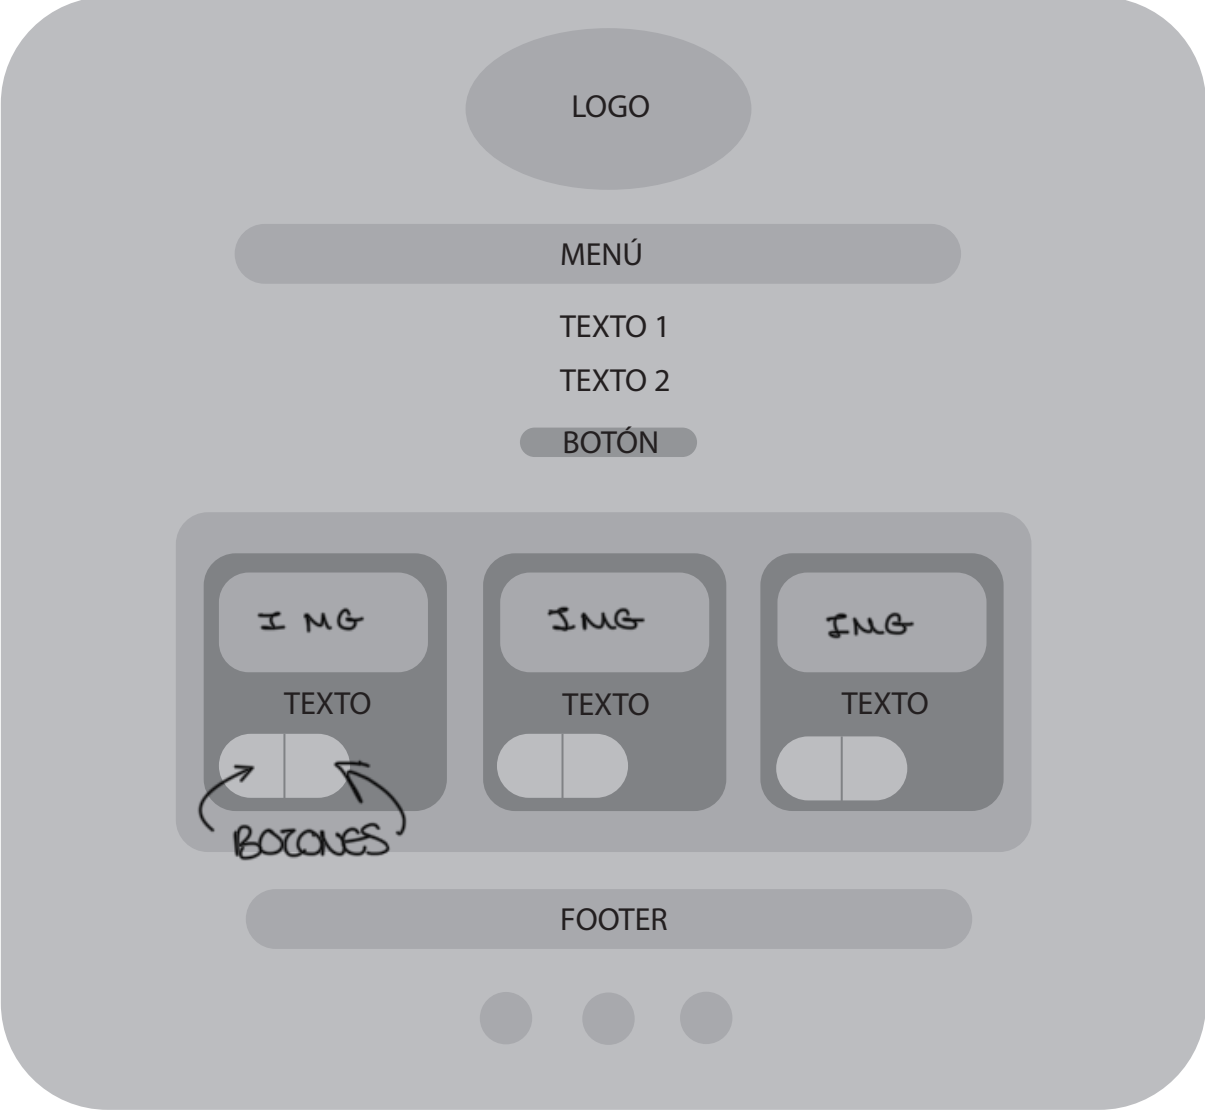 LOGO
MENÚ
TEXTO 1
TEXTO 2
BOTÓN
IMG
IMG
IMG
TEXTO
TEXTO
TEXTO
BOTONES
FOOTER